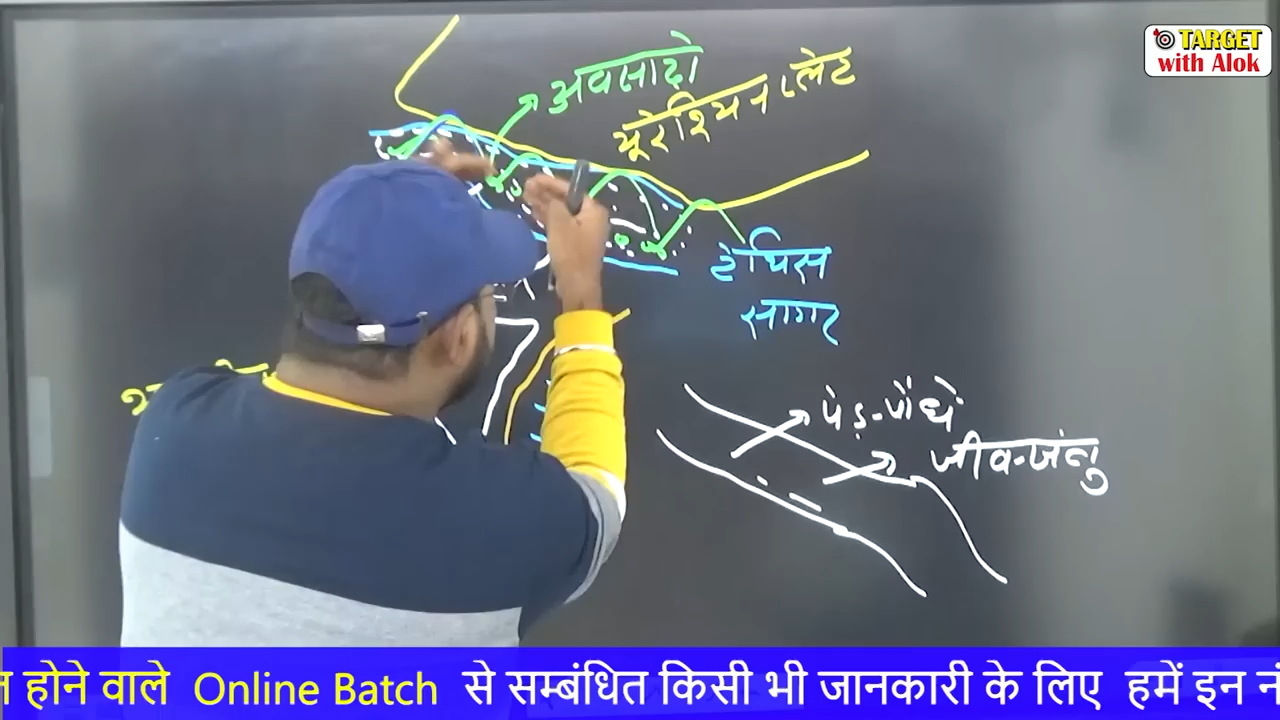 TARGET
with Alok
अवसादो
यूरेशियन प्लेट
टेथिस
सागर
पेड़-पौधे
जीव-जंतु
होने वाले Online Batch से सम्बंधित किसी भी जानकारी के लिए हमें इन